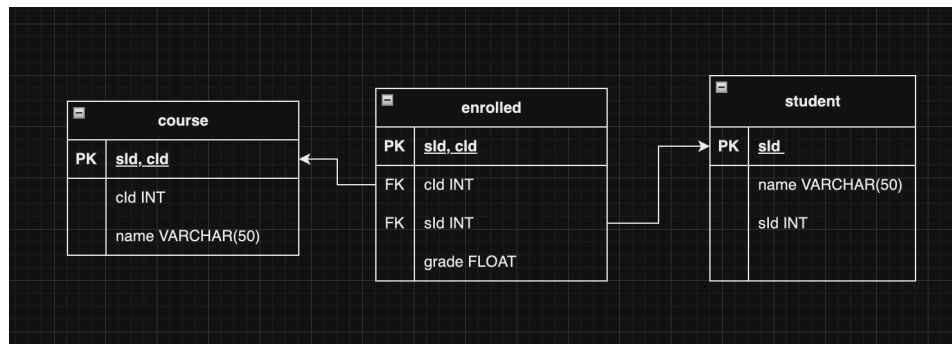 course
PK sId, cId
cId INT
name VARCHAR(50)
enrolled
PK sId, cId
FK cId INT
FK sId INT
grade FLOAT
student
PK sId
name VARCHAR(50)
sId INT